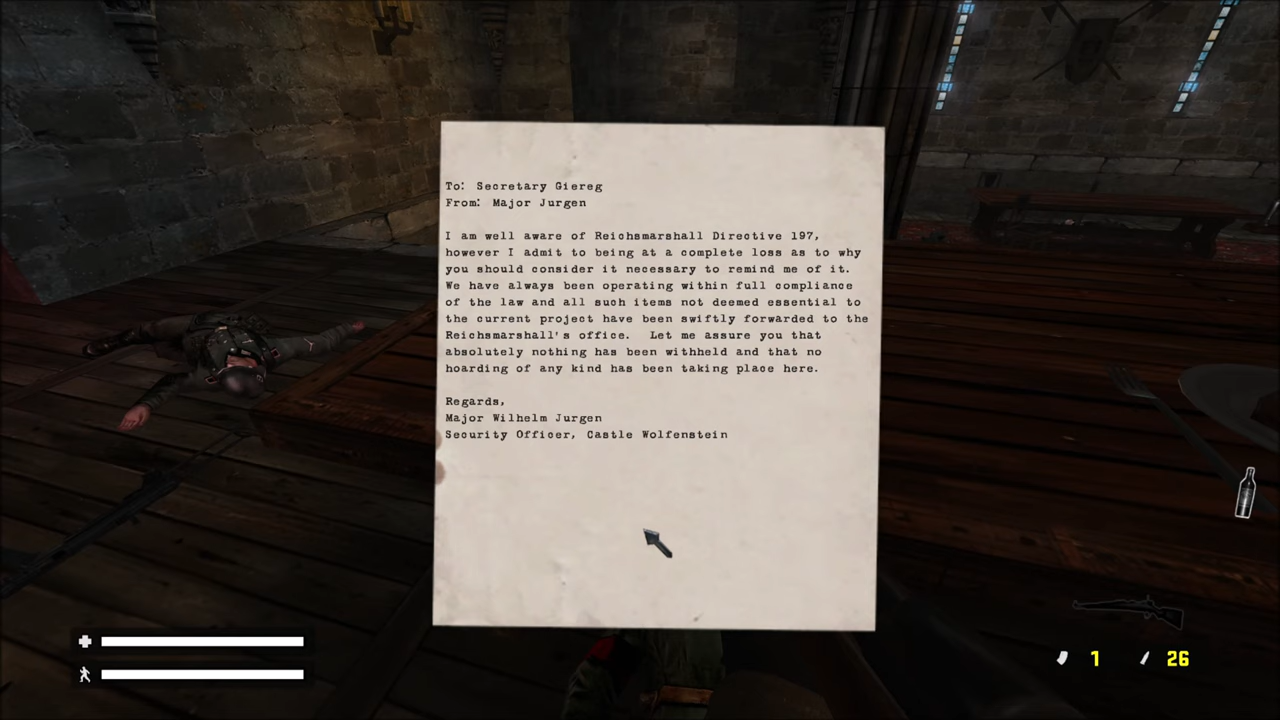 To: Secretary Giereg
From: Major Jurgen
I am well aware of Reichsmarshall Directive 197,
however I admit to being at a complete loss as to why
you should consider it necessary to remind me of it.
We have always been operating within full compliance
of the law and all such items not deemed essential to
the current project have been swiftly forwarded to the
Reichsmarshall's office. Let me assure you that
absolutely nothing has been withheld and that no
hoarding of any kind has been taking place here.
Regards,
Major Wilhelm Jurgen
Security Officer, Castle Wolfenstein
1 26